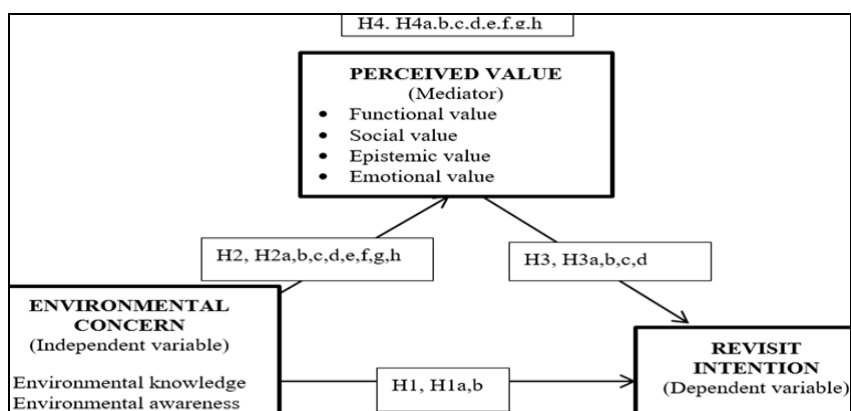 H4. H4a.b.c.d.e.f.g.h
PERCEIVED VALUE
(Mediator)
• Functional value
• Social value
• Epistemic value
• Emotional value
H2, H2a,b,c,d,e,f,g,h
H3, H3a,b,c,d
ENVIRONMENTAL
CONCERN
(Independent variable)
Environmental knowledge
Environmental awareness
H1, H1a,b
REVISIT
INTENTION
(Dependent variable)